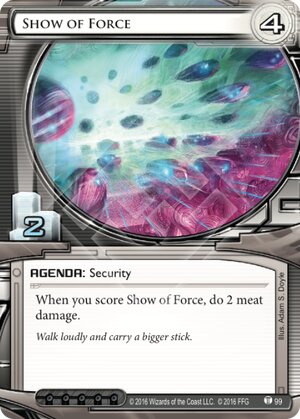 Show of Force
4
2
AGENDA: Security
When you score Show of Force, do 2 meat
damage.
Walk loudly and carry a bigger stick.
Illus. Adam S. Doyle
© 2016 Wizards of the Coast LLC. © 2016 FFG
99